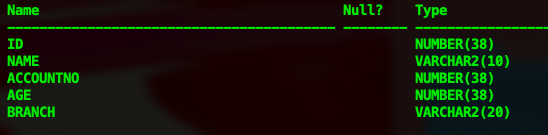 Name Null? Type
----------------------------------------- -------- ----------------
ID NUMBER(38)
NAME VARCHAR2(10)
ACCOUNTNO NUMBER(38)
AGE NUMBER(38)
BRANCH VARCHAR2(20)